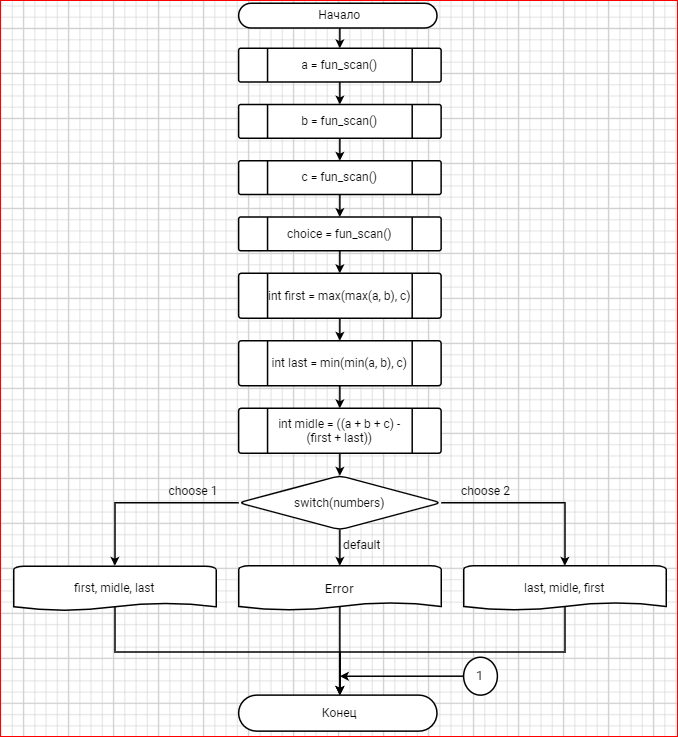 Начало
a = fun_scan()
b = fun_scan()
c = fun_scan()
choice = fun_scan()
int first = max(max(a, b), c)
int last = min(min(a, b), c)
int midle = ((a + b + c) -
(first + last))
choose 1
switch(numbers)
choose 2
default
first, midle, last
Error
last, midle, first
1
Конец